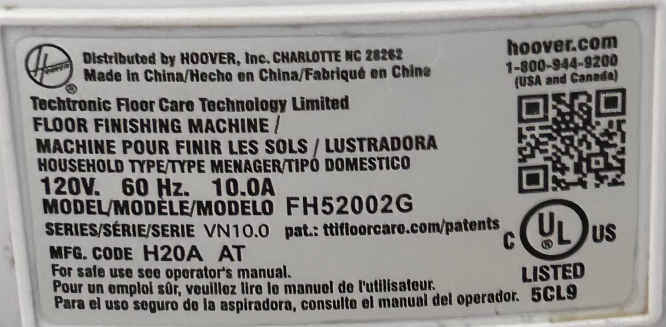 HOOVER
®
Distributed by HOOVER, Inc. CHARLOTTE NC 28262
Made in China/Hecho en China/Fabriqué en China
hoover.com
1-800-944-9200
(USA and Canada)
Techtronic Floor Care Technology Limited
FLOOR FINISHING MACHINE /
MACHINE POUR FINIR LES SOLS / LUSTRADORA
HOUSEHOLD TYPE/TYPE MENAGER/TIPO DOMESTICO
120V. 60 Hz. 10.0A
MODEL/MODÈLE/MODELO FH52002G
SERIES/SÉRIE/SERIE VN10.0 pat.: ttifloorcare.com/patents
MFG. CODE H20A AT
C UL ® US
LISTED
5CL9
For safe use see operator's manual.
Pour un emploi sûr, veuillez lire le manuel de l'utilisateur.
Para el uso seguro de la aspiradora, consulte el manual del operador.